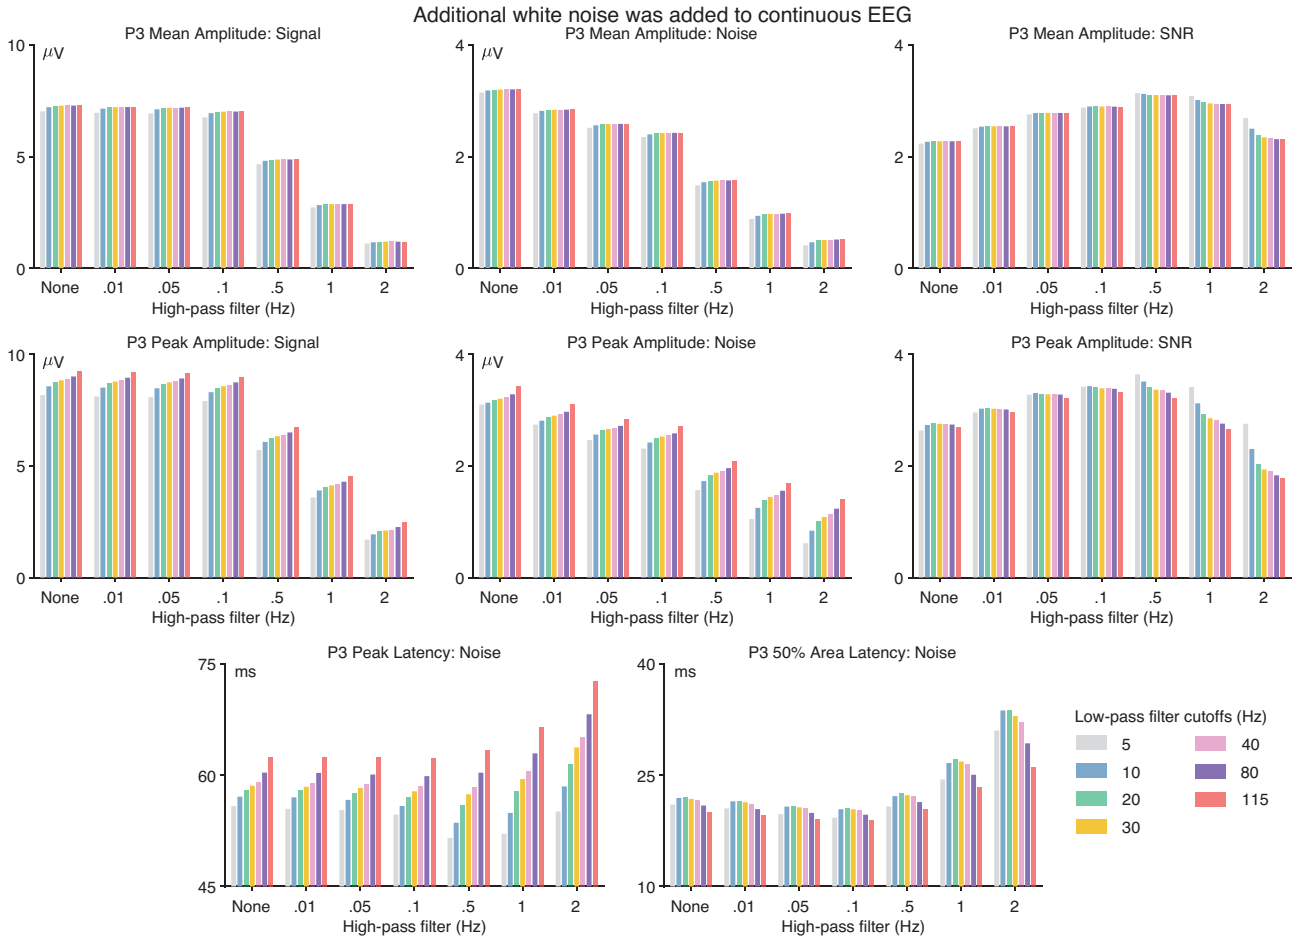 Additional white noise was added to continuous EEG
P3 Mean Amplitude: Signal
P3 Mean Amplitude: Noise
P3 Mean Amplitude: SNR
10
μV
5
0
None .01 .05 .1 .5 1 2
High-pass filter (Hz)
4
μV
2
0
None .01 .05 .1 .5 1 2
High-pass filter (Hz)
4
2
0
None .01 .05 .1 .5 1 2
High-pass filter (Hz)
P3 Peak Amplitude: Signal
P3 Peak Amplitude: Noise
P3 Peak Amplitude: SNR
10
μV
5
0
None .01 .05 .1 .5 1 2
High-pass filter (Hz)
4
μV
2
0
None .01 .05 .1 .5 1 2
High-pass filter (Hz)
4
2
0
None .01 .05 .1 .5 1 2
High-pass filter (Hz)
P3 Peak Latency: Noise
75
ms
60
45
None .01 .05 .1 .5 1 2
High-pass filter (Hz)
P3 50% Area Latency: Noise
40
ms
25
10
None .01 .05 .1 .5 1 2
High-pass filter (Hz)
Low-pass filter cutoffs (Hz)
5
10
20
30
40
80
115